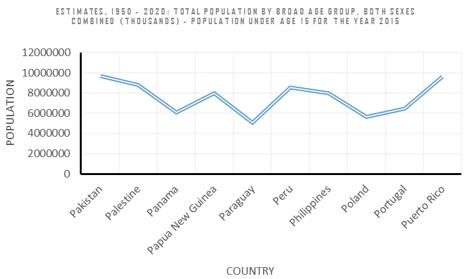 ESTIMATES, 1950 - 2020: TOTAL POPULATION BY BROAD AGE GROUP, BOTH SEXES
COMBINED (THOUSANDS) - POPULATION UNDER AGE 15 FOR THE YEAR 2015
12000000
10000000
8000000
6000000
4000000
2000000
0
POPULATION
Pakistan
Palestine
Panama
Papua New Guinea
Paraguay
Peru
Philippines
Poland
Portugal
Puerto Rico
COUNTRY